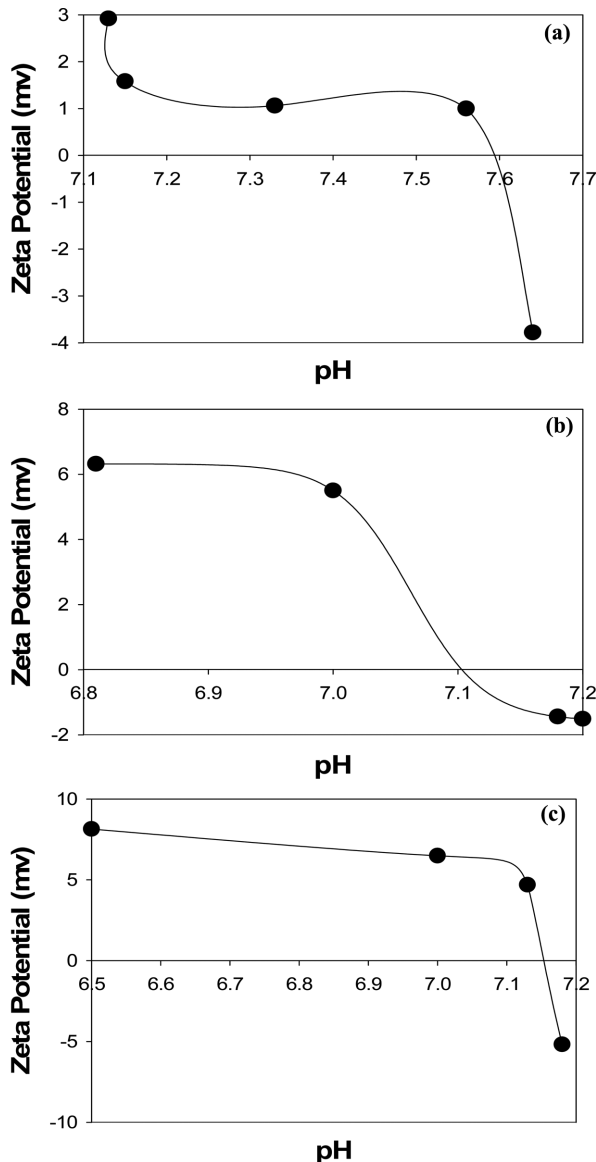 (a)
3
2
1
0
-1
-2
-3
-4
7.1 7.2 7.3 7.4 7.5 7.6 7.7
Zeta Potential (mv)
pH
(b)
8
6
4
2
0
-2
6.8 6.9 7.0 7.1 7.2
Zeta Potential (mv)
pH
(c)
10
5
0
-5
-10
6.5 6.6 6.7 6.8 6.9 7.0 7.1 7.2
Zeta Potential (mv)
pH